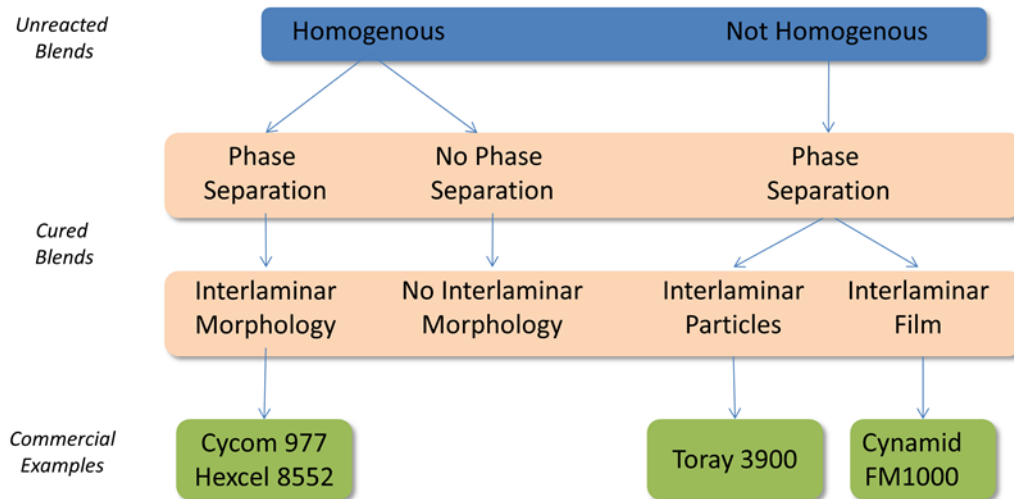 Unreacted
Blends
Homogenous
Not Homogenous
Phase
Separation
No Phase
Separation
Phase
Separation
Cured
Blends
Interlaminar
Morphology
No Interlaminar
Morphology
Interlaminar
Particles
Interlaminar
Film
Commercial
Examples
Cycom 977
Hexcel 8552
Toray 3900
Cynamid
FM1000